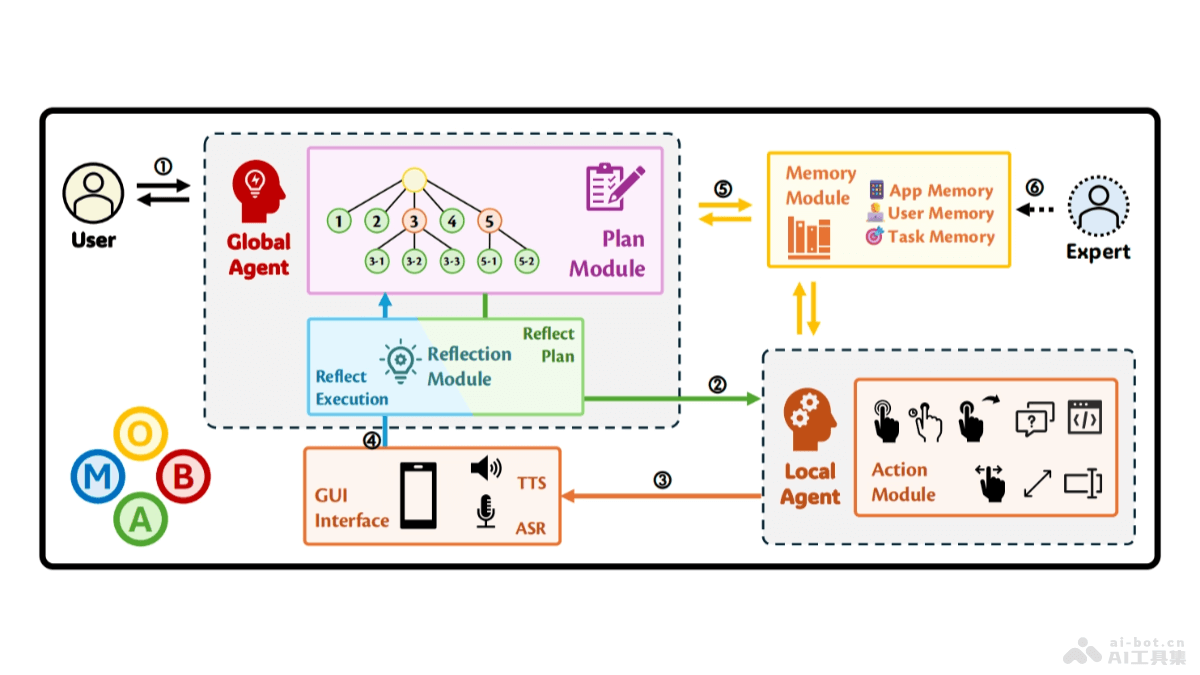 ①
User
Global
Agent
1
2
3
4
5
3-1
3-2
3-3
5-1
5-2
Plan
Module
⑤
Memory
Module
App Memory
User Memory
Task Memory
⑥
Expert
Reflect
Execution
Reflection
Module
Reflect
Plan
②
④
③
O
M
B
A
GUI
Interface
TTS
ASR
Local
Agent
?
</>
Action
Module
ai-bot.cn
AI工具集